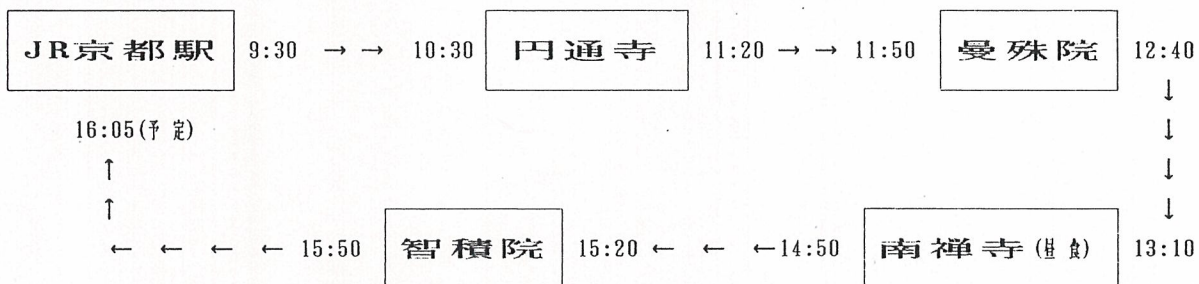 JR京都駅 9:30 → → 10:30 円通寺 11:20 → → 11:50 曼殊院 12:40
↓
16:05(予定) ↓
↑ ↓
↑ ↓
← ← ← ← 15:50 智積院 15:20 ← ← ←14:50 南禅寺(昼食) 13:10